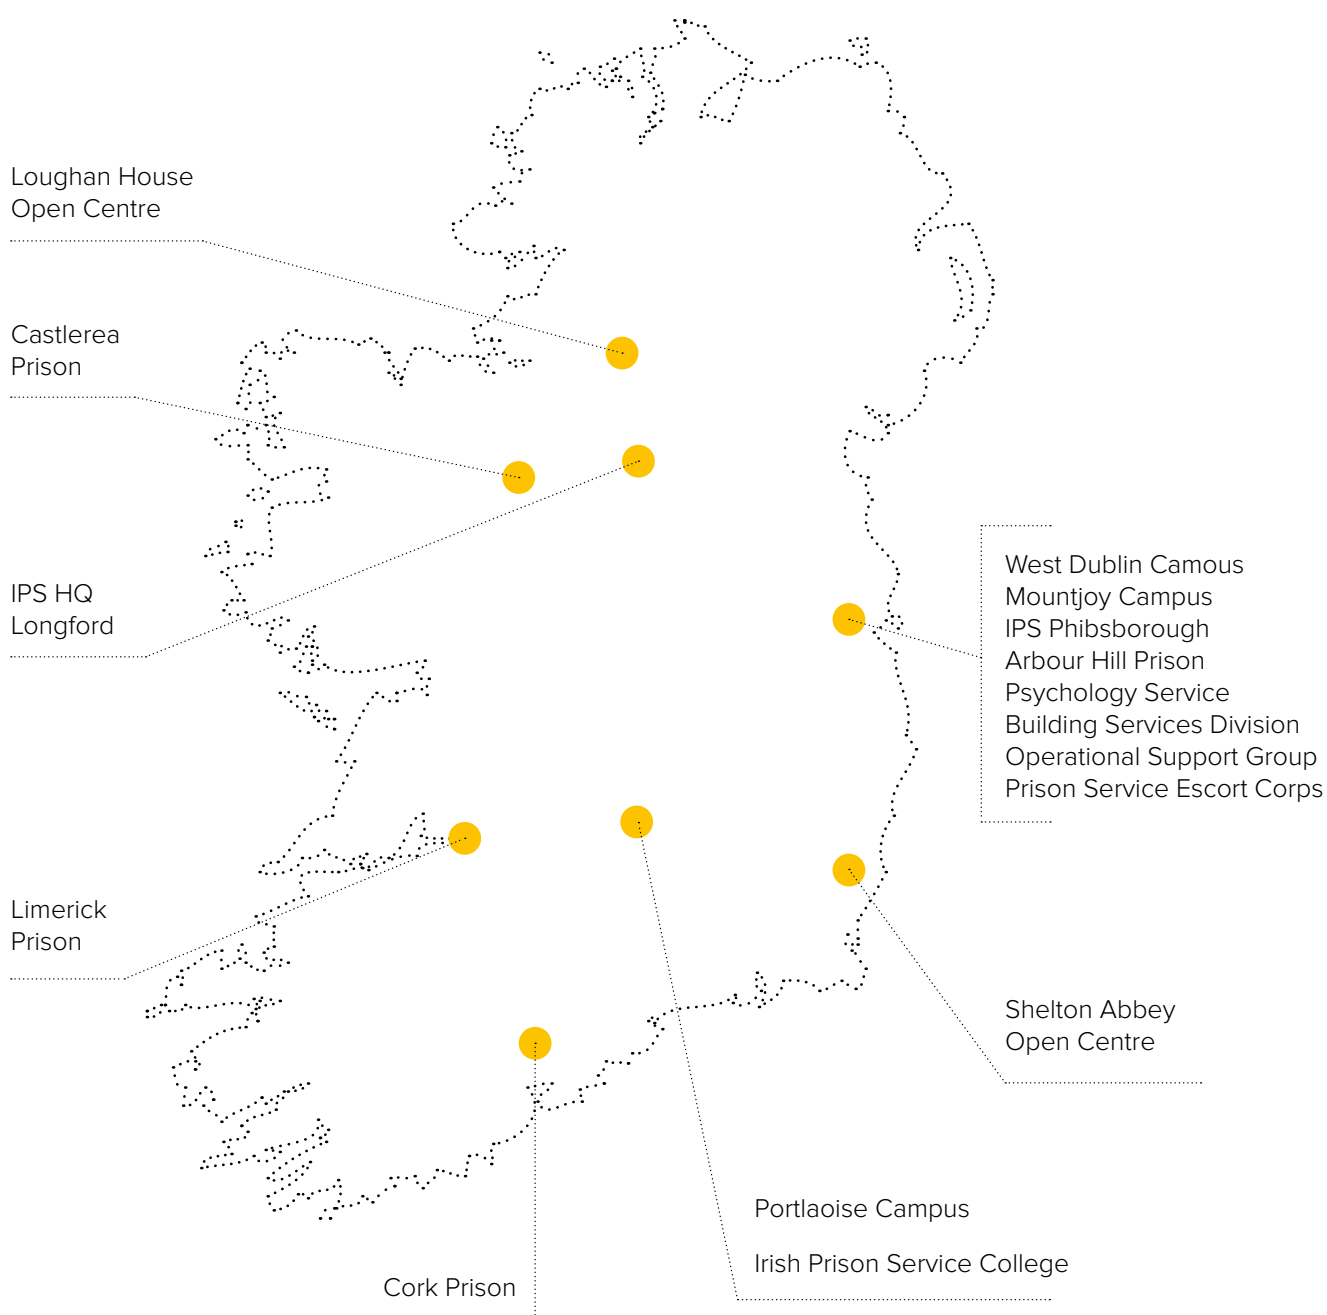 Loughan House
Open Centre
Castlerea
Prison
IPS HQ
Longford
West Dublin Camous
Mountjoy Campus
IPS Phibsborough
Arbour Hill Prison
Psychology Service
Building Services Division
Operational Support Group
Prison Service Escort Corps
Limerick
Prison
Shelton Abbey
Open Centre
Portlaoise Campus
Irish Prison Service College
Cork Prison